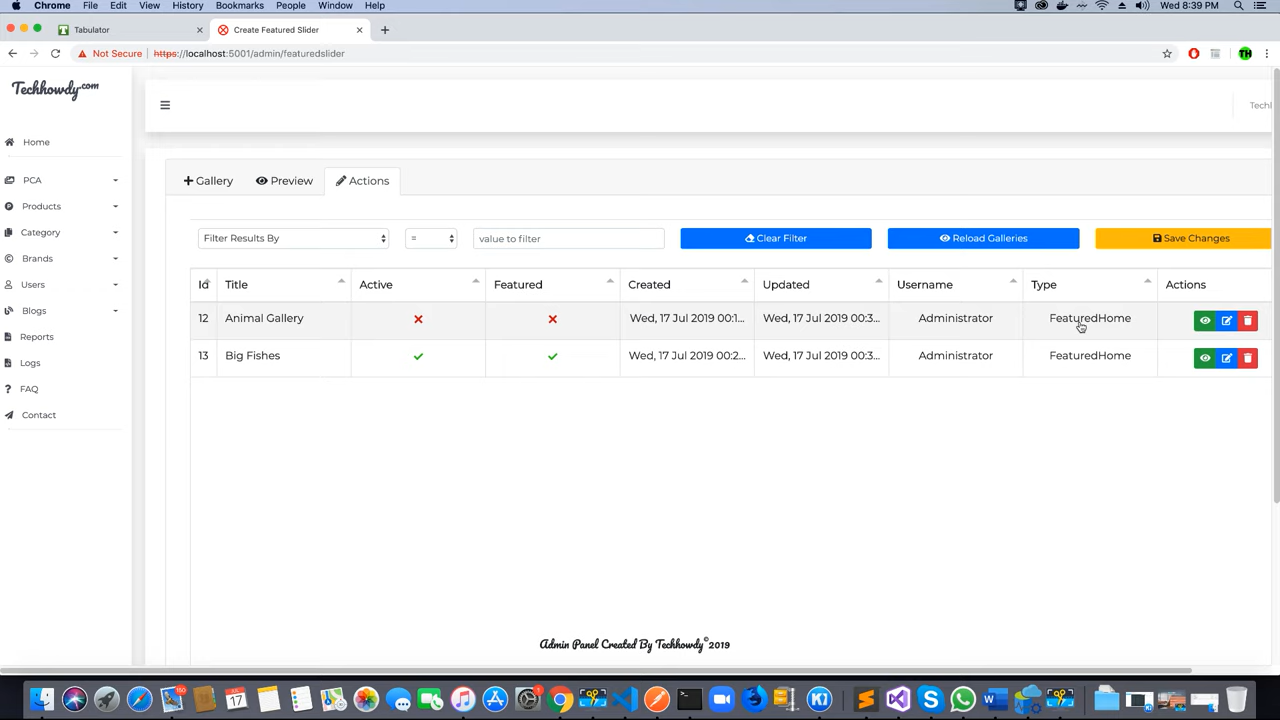 Chrome File Edit View History Bookmarks People Window Help Wed 8:39 PM
Tabulator Create Featured Slider
Not Secure https://localhost:5001/admin/featuredslider TH
Techhowdy.com
Techl
Home
PCA
Products
Category
Brands
Users
Blogs
Reports
Logs
FAQ
Contact
Gallery Preview Actions
Filter Results By = value to filter Clear Filter Reload Galleries Save Changes
Id Title Active Featured Created Updated Username Type Actions
12 Animal Gallery Wed, 17 Jul 2019 00:1... Wed, 17 Jul 2019 00:3... Administrator FeaturedHome
13 Big Fishes Wed, 17 Jul 2019 00:2... Wed, 17 Jul 2019 00:3... Administrator FeaturedHome
Admin Panel Created By Techhowdy©2019